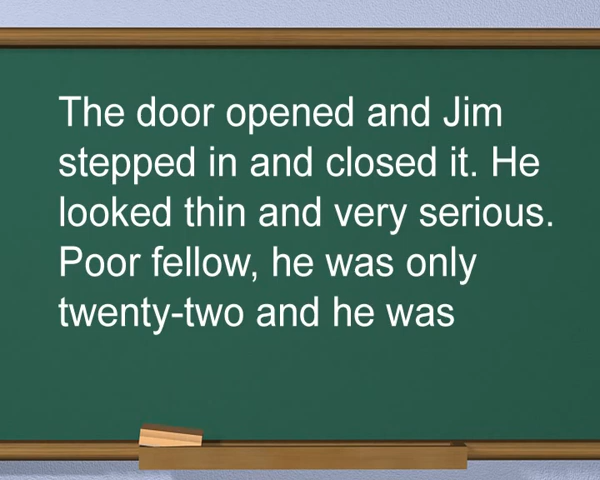 The door opened and Jim
stepped in and closed it. He
looked thin and very serious.
Poor fellow, he was only
twenty-two and he was